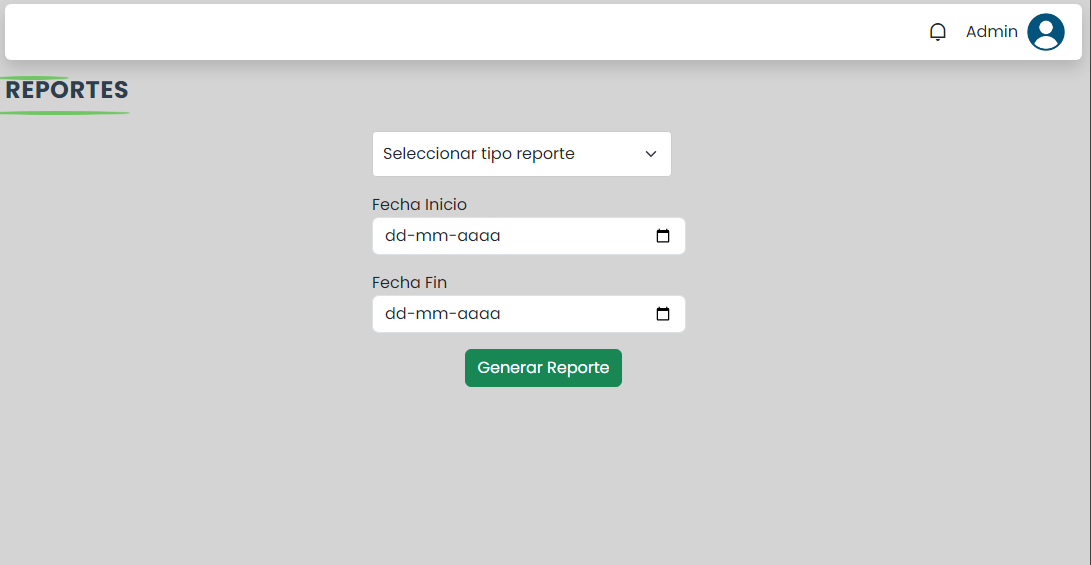 Admin
REPORTES
Seleccionar tipo reporte
Fecha Inicio
dd-mm-aaaa
Fecha Fin
dd-mm-aaaa
Generar Reporte